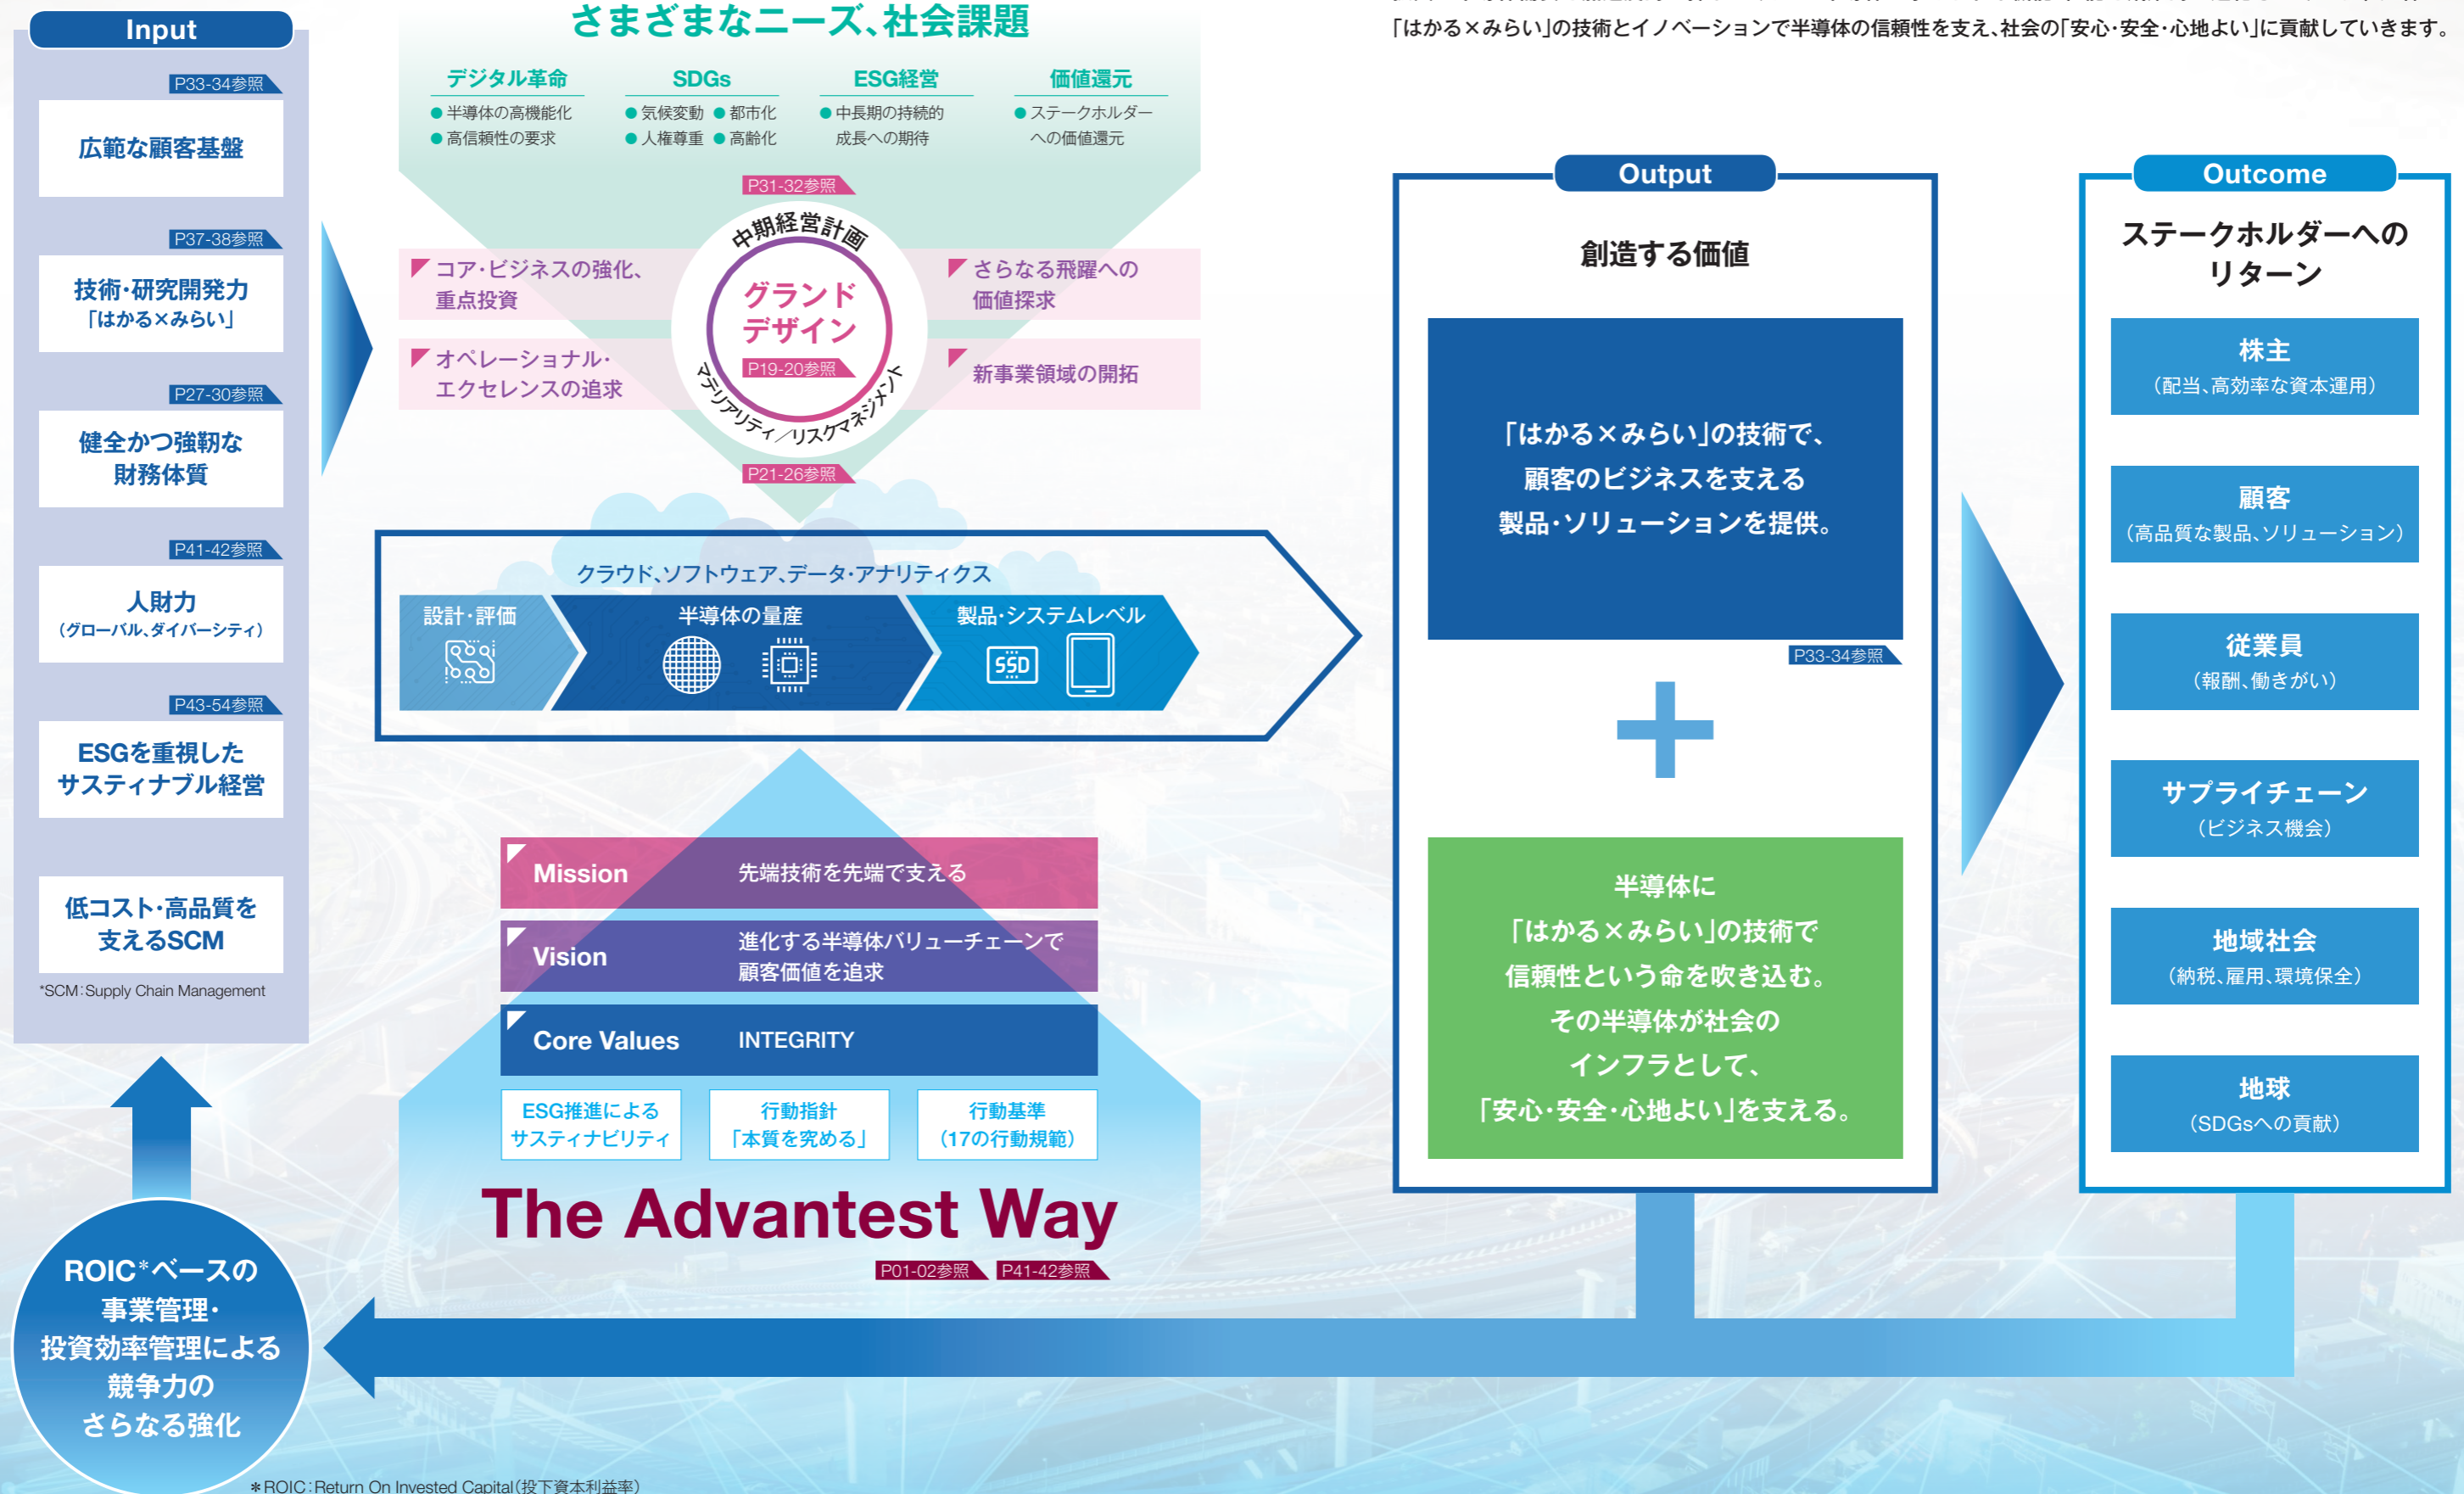 「はかる×みらい」の技術とイノベーションで半導体の信頼性を支え、社会の「安心・安全・心地よい」に貢献していきます。
Input
P33-34参照
広範な顧客基盤
P37-38参照
技術・研究開発力
「はかる×みらい」
P27-30参照
健全かつ強靭な
財務体質
P41-42参照
人財力
（グローバル、ダイバーシティ）
P43-54参照
ESGを重視した
サスティナブル経営
低コスト・高品質を
支えるSCM
*SCM：Supply Chain Management
ROIC*ベースの
事業管理・
投資効率管理による
競争力の
さらなる強化
＊ROIC：Return On Invested Capital（投下資本利益率）
さまざまなニーズ、社会課題
デジタル革命
● 半導体の高機能化
● 高信頼性の要求
SDGs
● 気候変動 ● 都市化
● 人権尊重 ● 高齢化
ESG経営
● 中長期の持続的
成長への期待
価値還元
● ステークホルダー
への価値還元
P31-32参照
中期経営計画
グランド
デザイン
P19-20参照
マテリアリティ／リスクマネジメント
P21-26参照
コア・ビジネスの強化、
重点投資
オペレーショナル・
エクセレンスの追求
さらなる飛躍への
価値探求
新事業領域の開拓
クラウド、ソフトウェア、データ・アナリティクス
設計・評価
半導体の量産
製品・システムレベル
SSD
Mission 先端技術を先端で支える
Vision 進化する半導体バリューチェーンで
顧客価値を追求
Core Values INTEGRITY
ESG推進による
サスティナビリティ
行動指針
「本質を究める」
行動基準
（17の行動規範）
The Advantest Way
P01-02参照 P41-42参照
Output
創造する価値
「はかる×みらい」の技術で、
顧客のビジネスを支える
製品・ソリューションを提供。
P33-34参照
＋
半導体に
「はかる×みらい」の技術で
信頼性という命を吹き込む。
その半導体が社会の
インフラとして、
「安心・安全・心地よい」を支える。
Outcome
ステークホルダーへの
リターン
株主
（配当、高効率な資本運用）
顧客
（高品質な製品、ソリューション）
従業員
（報酬、働きがい）
サプライチェーン
（ビジネス機会）
地域社会
（納税、雇用、環境保全）
地球
（SDGsへの貢献）